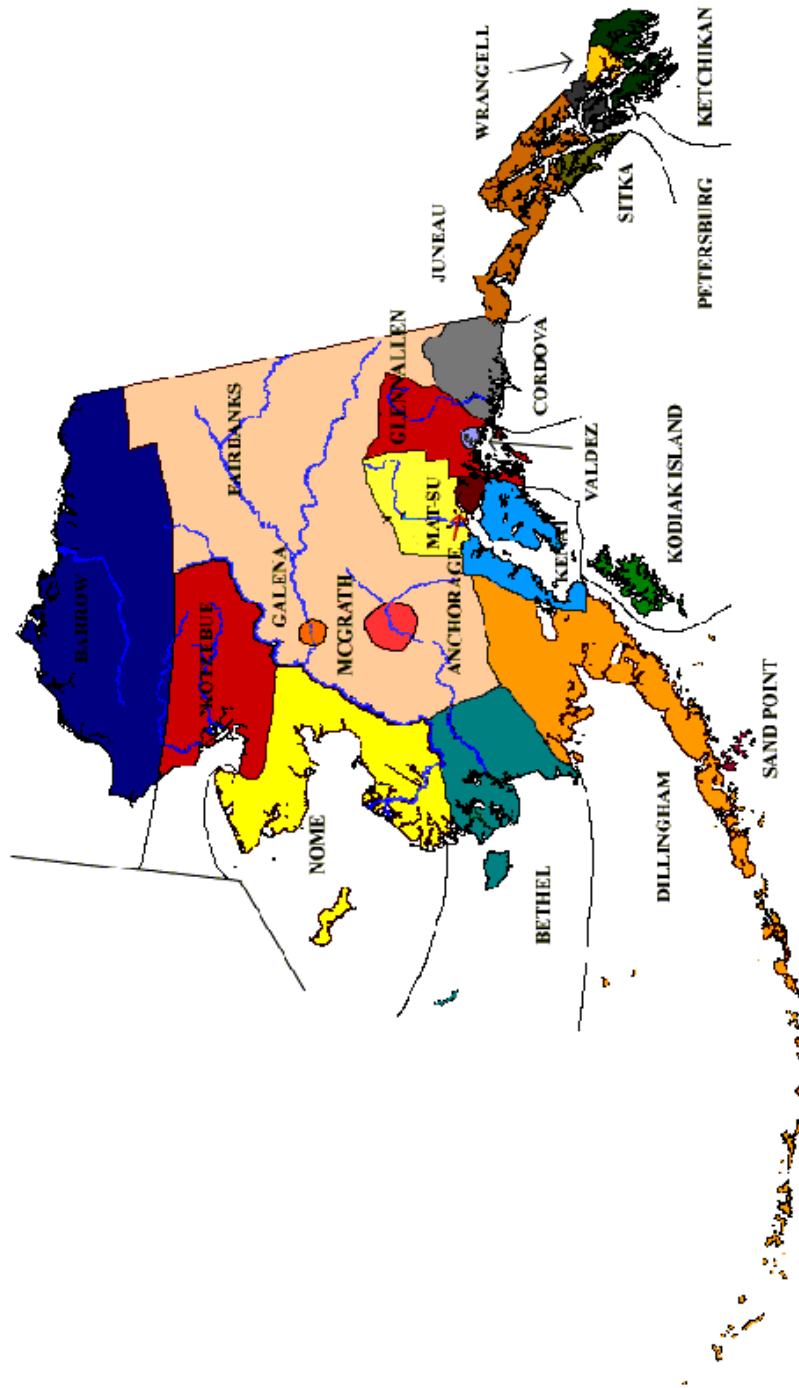 BARROW
KOTZEBUE
FAIRBANKS
NOME
GALENA
MCGRATH
GLENNALLEN
MAT-SU
ANCHORAGE
BETHEL
KENAI
VALDEZ
CORDOVA
JUNEAU
WRANGELL
SITKA
PETERSBURG
KETCHIKAN
KODIAK ISLAND
SAND POINT
DILLINGHAM